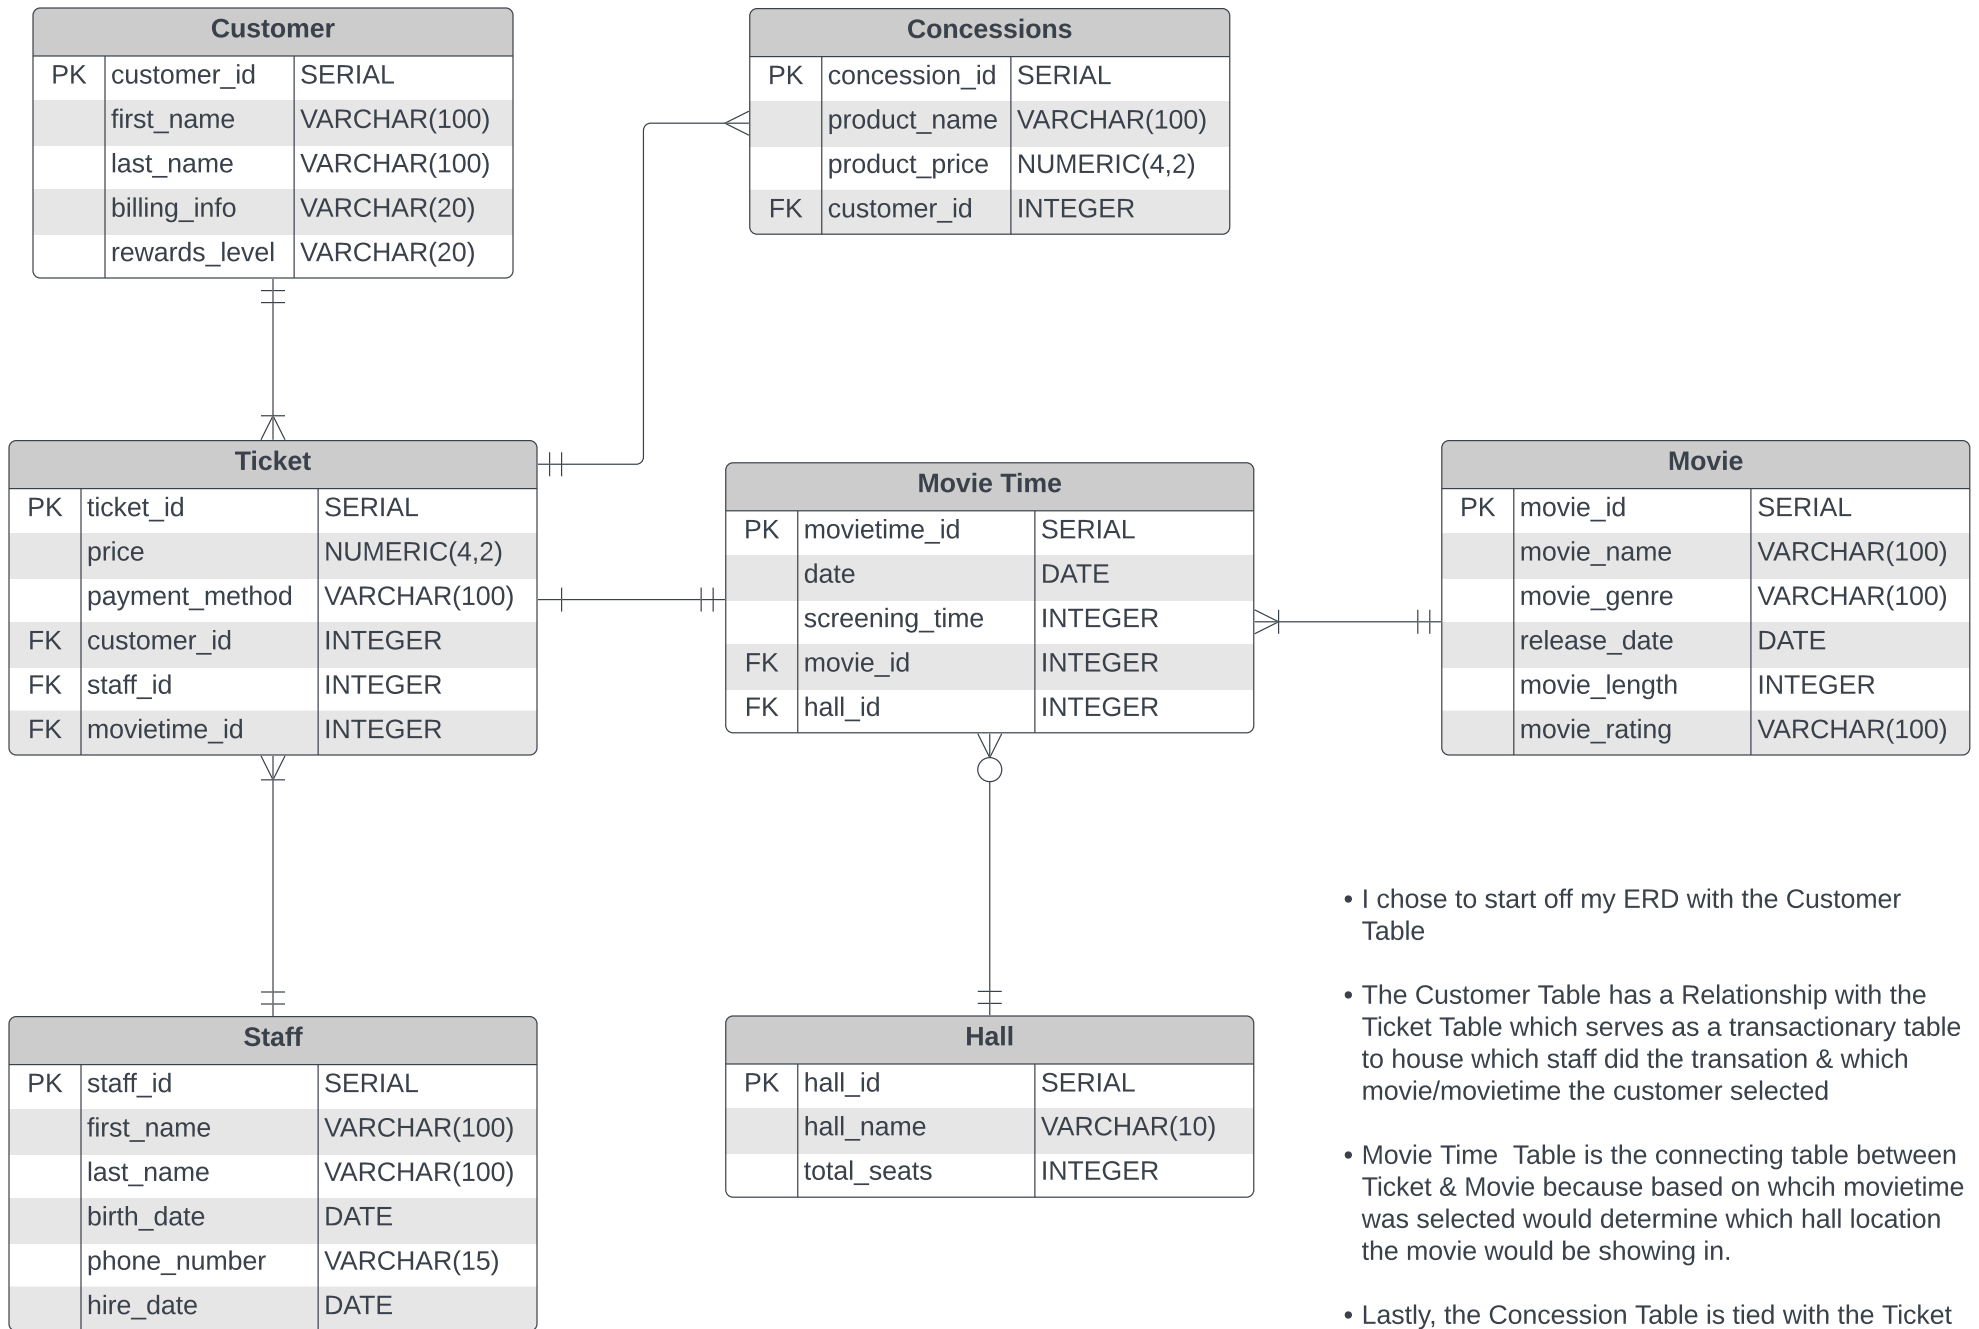 Customer
PK customer_id SERIAL
first_name VARCHAR(100)
last_name VARCHAR(100)
billing_info VARCHAR(20)
rewards_level VARCHAR(20)
Concessions
PK concession_id SERIAL
product_name VARCHAR(100)
product_price NUMERIC(4,2)
FK customer_id INTEGER
Ticket
PK ticket_id SERIAL
price NUMERIC(4,2)
payment_method VARCHAR(100)
FK customer_id INTEGER
FK staff_id INTEGER
FK movietime_id INTEGER
Movie Time
PK movietime_id SERIAL
date DATE
screening_time INTEGER
FK movie_id INTEGER
FK hall_id INTEGER
Movie
PK movie_id SERIAL
movie_name VARCHAR(100)
movie_genre VARCHAR(100)
release_date DATE
movie_length INTEGER
movie_rating VARCHAR(100)
Staff
PK staff_id SERIAL
first_name VARCHAR(100)
last_name VARCHAR(100)
birth_date DATE
phone_number VARCHAR(15)
hire_date DATE
Hall
PK hall_id SERIAL
hall_name VARCHAR(10)
total_seats INTEGER
• I chose to start off my ERD with the Customer
Table
• The Customer Table has a Relationship with the
Ticket Table which serves as a transactionary table
to house which staff did the transation & which
movie/movietime the customer selected
• Movie Time  Table is the connecting table between
Ticket & Movie because based on whcih movietime
was selected would determine which hall location
the movie would be showing in.
• Lastly, the Concession Table is tied with the Ticket